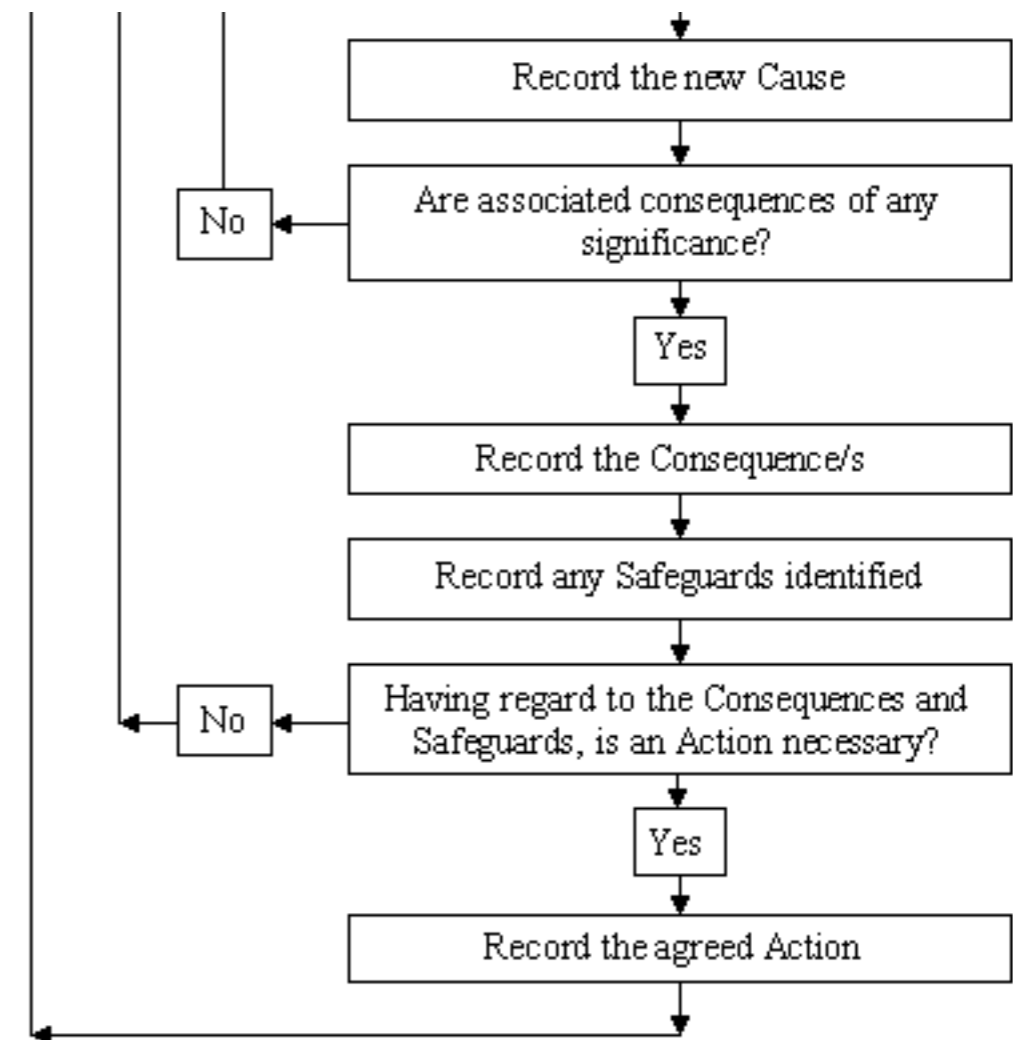 Record the new Cause
Are associated consequences of any
significance?
No
Yes
Record the Consequence/s
Record any Safeguards identified
Having regard to the Consequences and
Safeguards, is an Action necessary?
No
Yes
Record the agreed Action